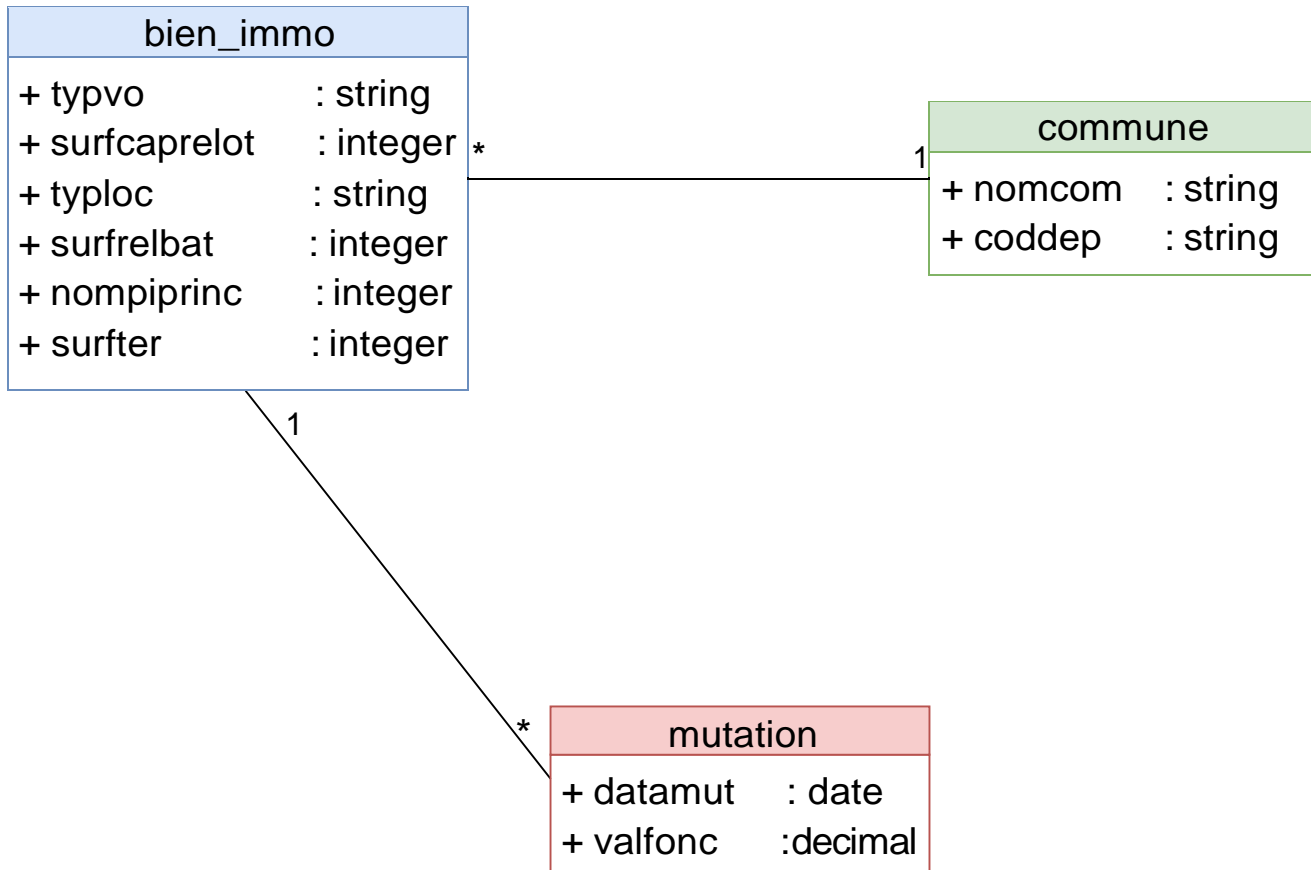 bien_immo
+ typvo : string
+ surfcaprelot : integer
+ typloc : string
+ surfrelbat : integer
+ nompiprinc : integer
+ surfter : integer
*
1
commune
+ nomcom : string
+ coddep : string
1
*
mutation
+ datamut : date
+ valfonc :decimal